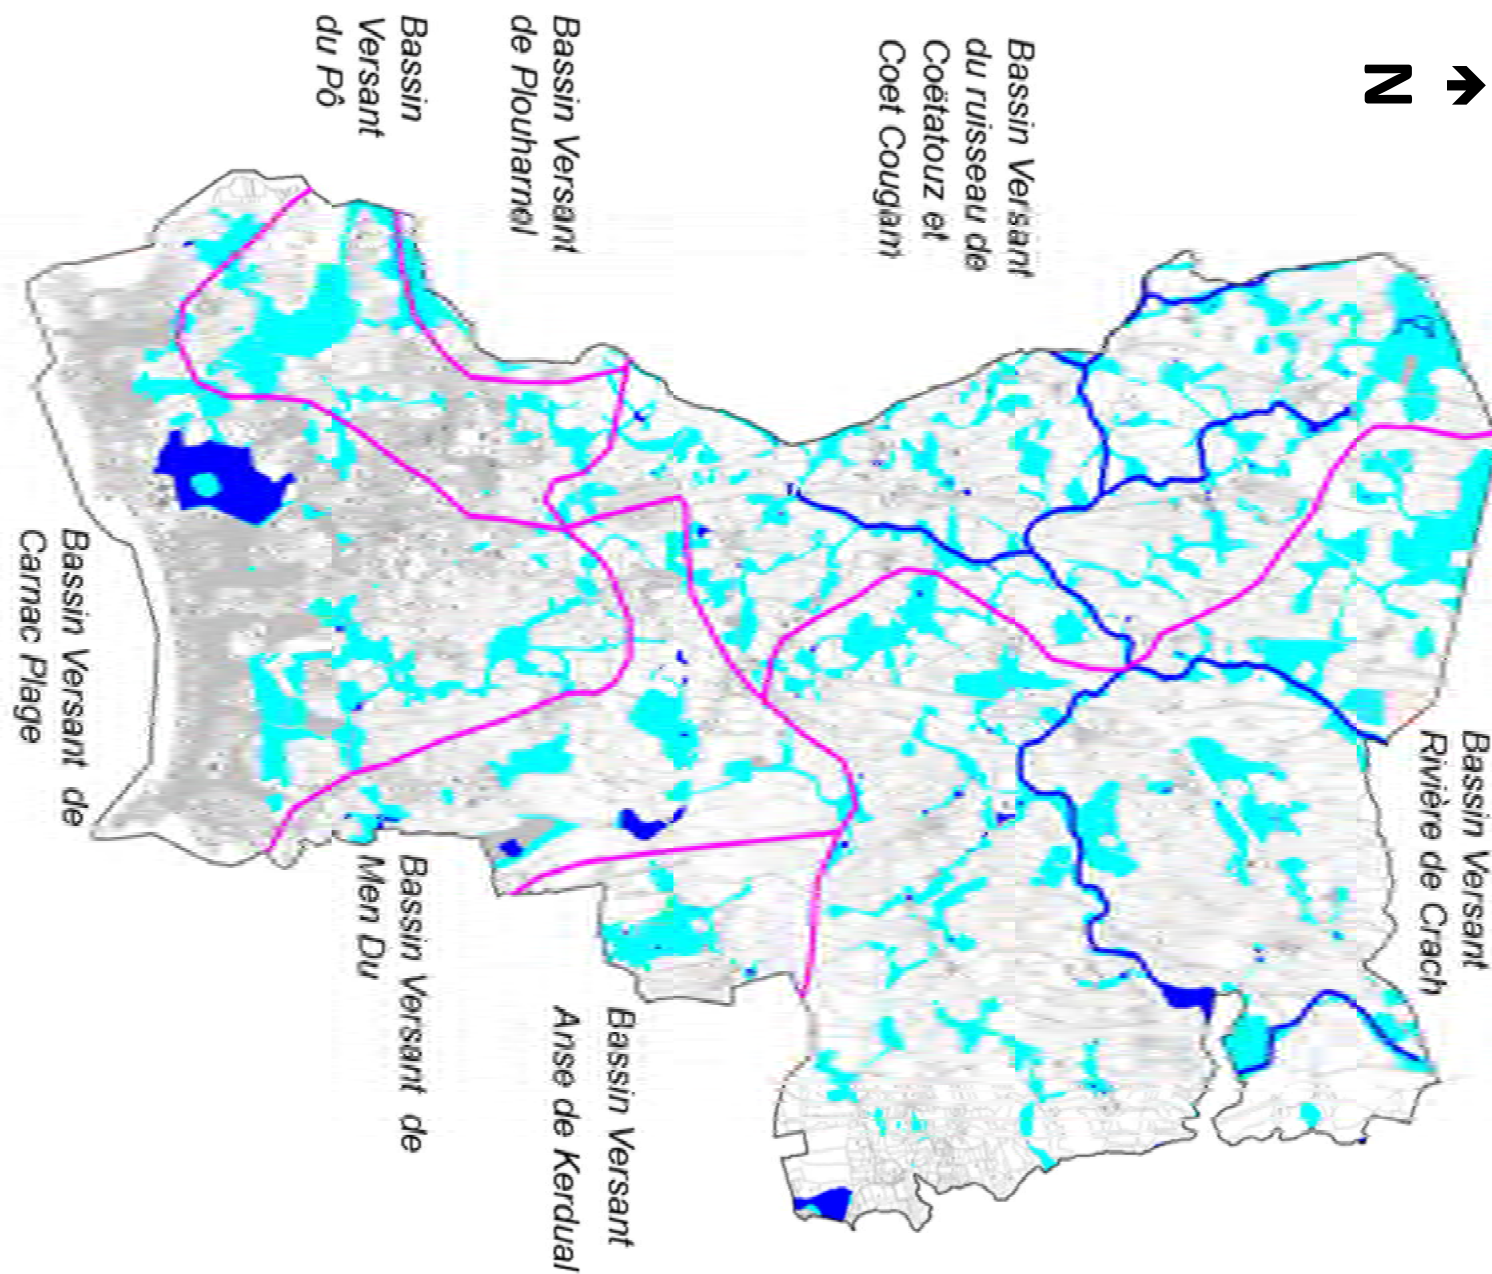 N
Bassin Versant
du ruisseau de
Coëtatouz et
Coet Cougam
Bassin Versant
de Plouharnel
Bassin
Versant
du Pô
Bassin Versant
Rivière de Crach
Bassin Versant
Anse de Kerdual
Bassin Versant de
Men Du
Bassin Versant de
Carnac Plage